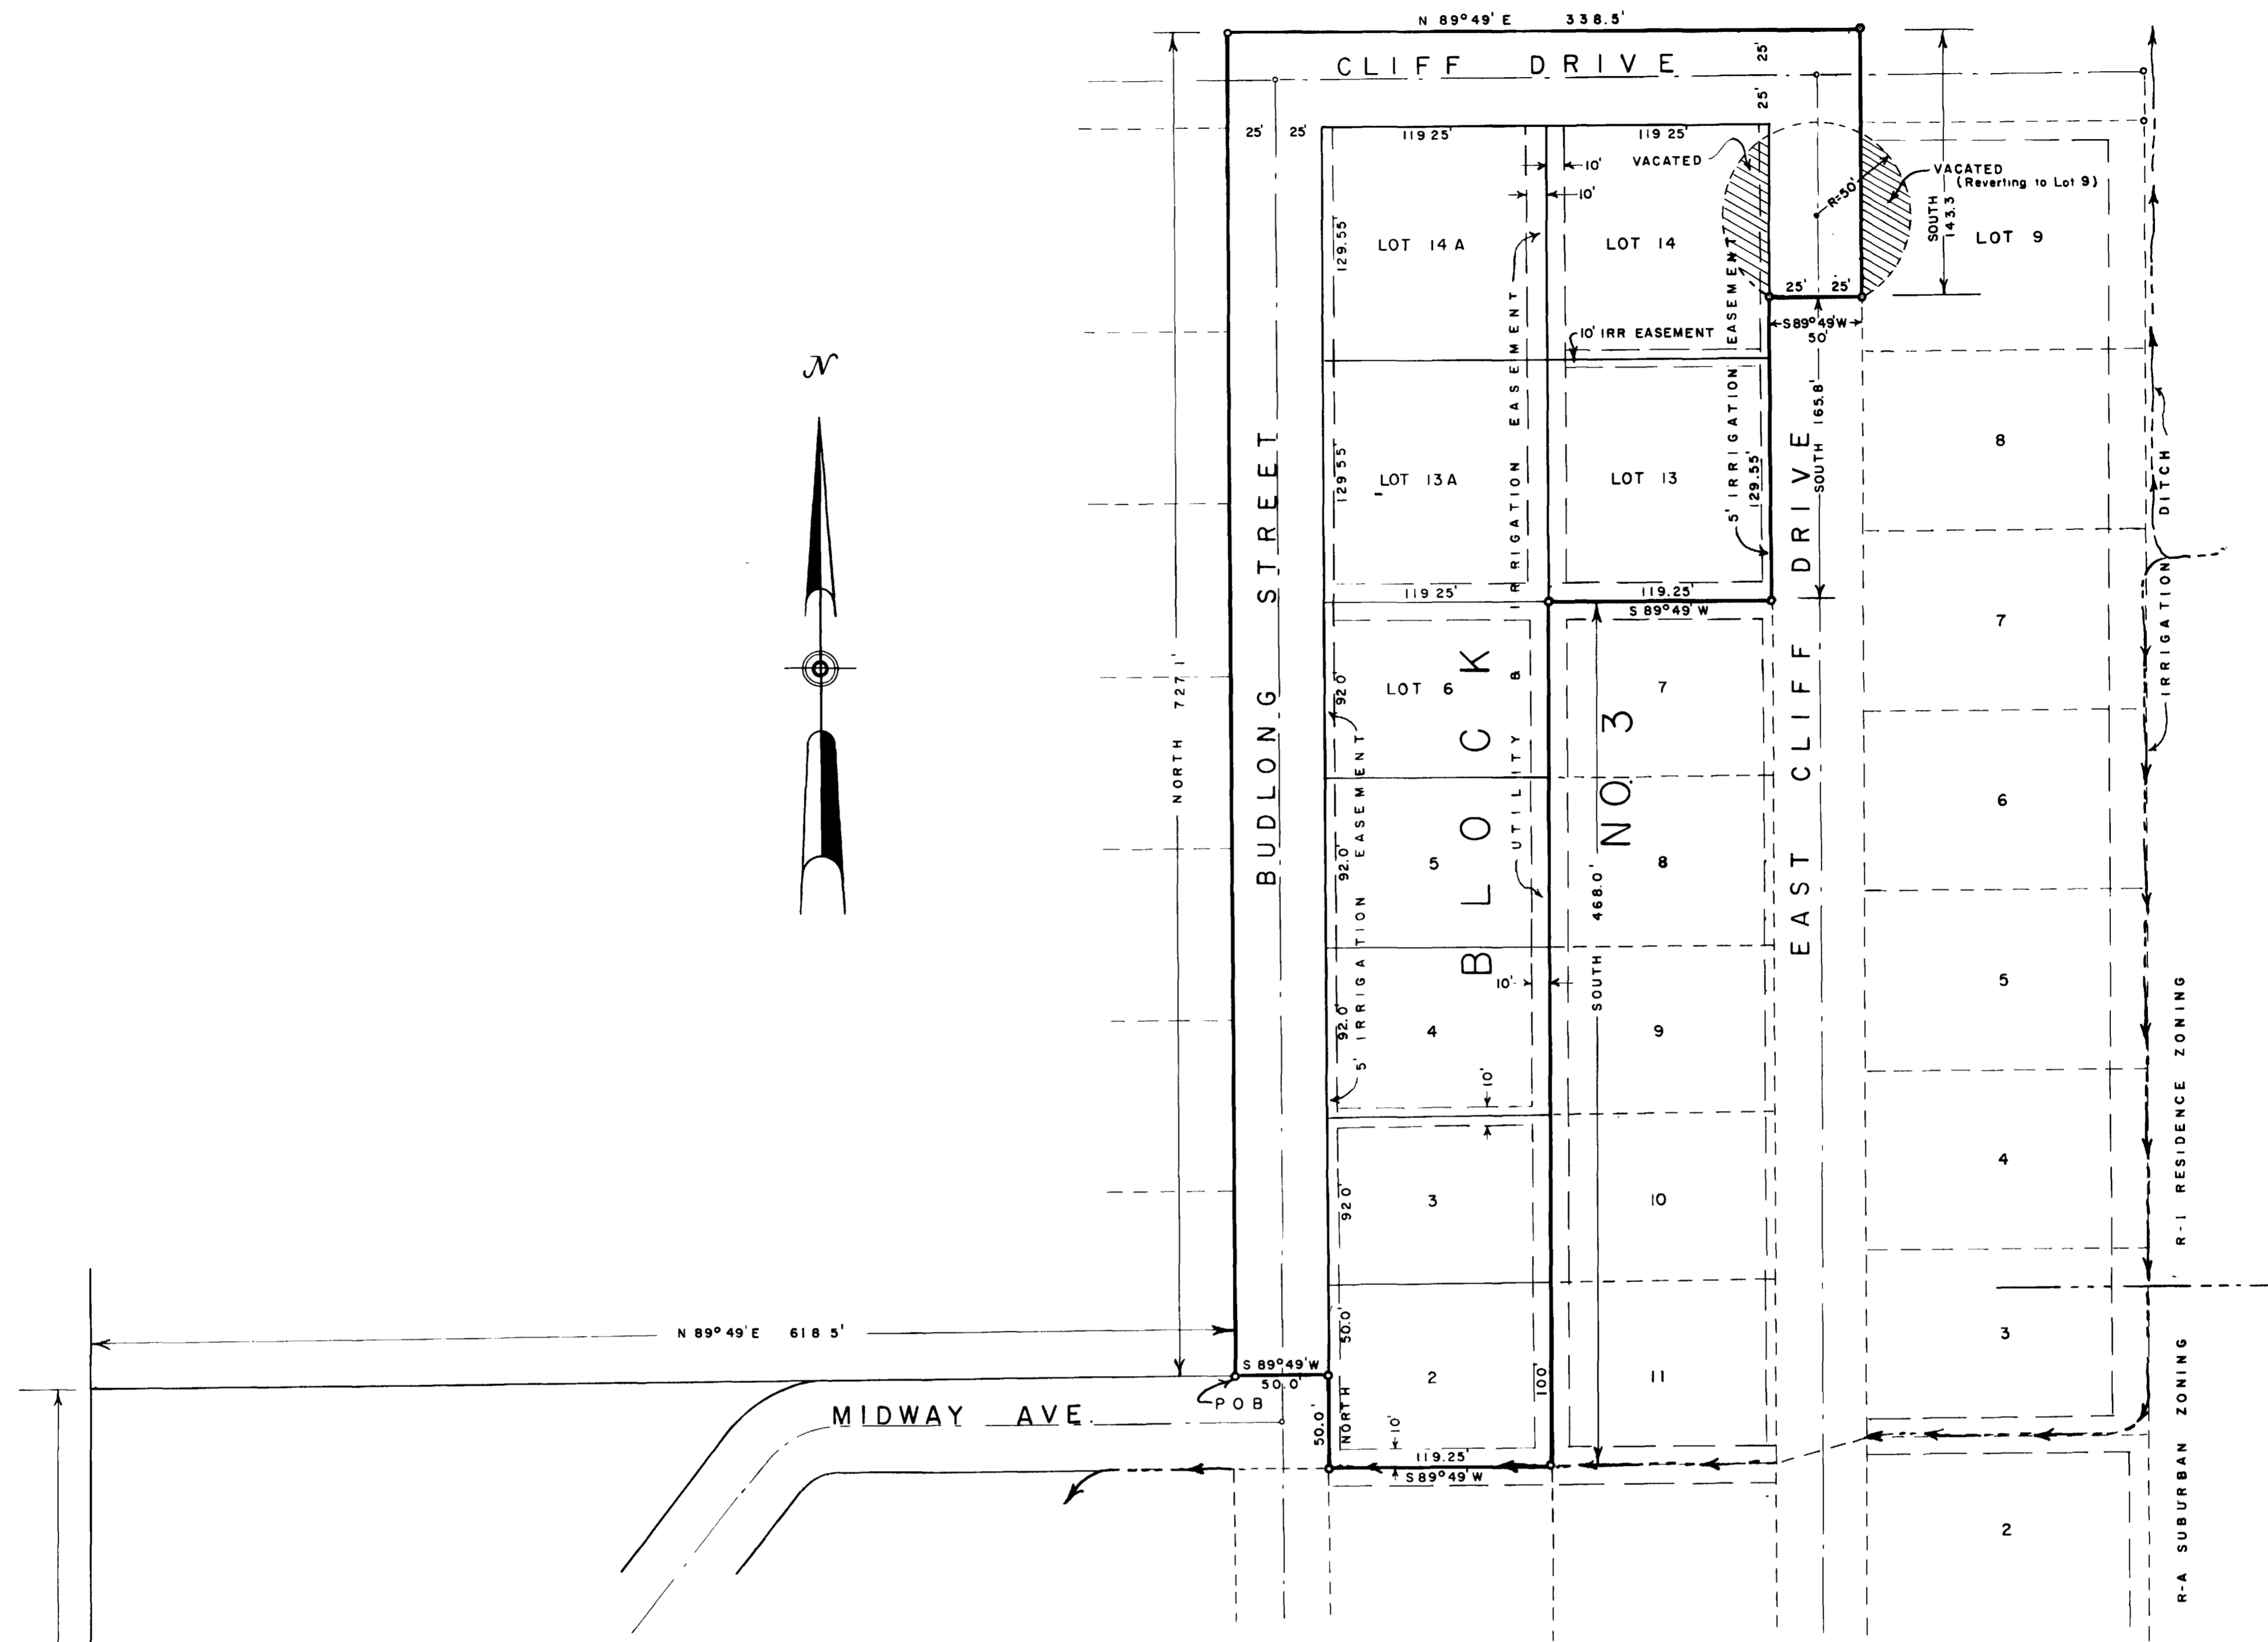 N 89°49' E 338.5'
CLIFF DRIVE
25'
25'
25' 25'
119 25'
119 25'
10'
VACATED
10'
R=50'
VACATED
(Reverting to Lot 9)
SOUTH
143.3
129.55'
LOT 14 A
LOT 14
LOT 9
25' 25'
S 89°49' W
50'
10' IRR EASEMENT
N
BUDLONG STREET
129 55'
LOT 13 A
LOT 13
129.55'
5' IRRIGATION EASEMENT
SOUTH 165.8'
8
IRRIGATION DITCH
119 25'
119.25'
S 89°49' W
NORTH 727 1'
92 0'
LOT 6
UTILITY & IRRIGATION EASEMENT
BLOCK
NO. 3
7
EAST CLIFF DRIVE
7
92.0'
5' IRRIGATION EASEMENT
5
8
6
SOUTH 468.0'
92.0'
4
10'
9
5
10'
92 0'
3
10
4
R-1 RESIDENCE ZONING
N 89°49' E 618 5'
S 89°49' W
50.0'
P O B
50.0'
2
100'
11
3
MIDWAY AVE.
50.0'
NORTH
10'
119.25'
S 89°49' W
2
R-A SUBURBAN ZONING